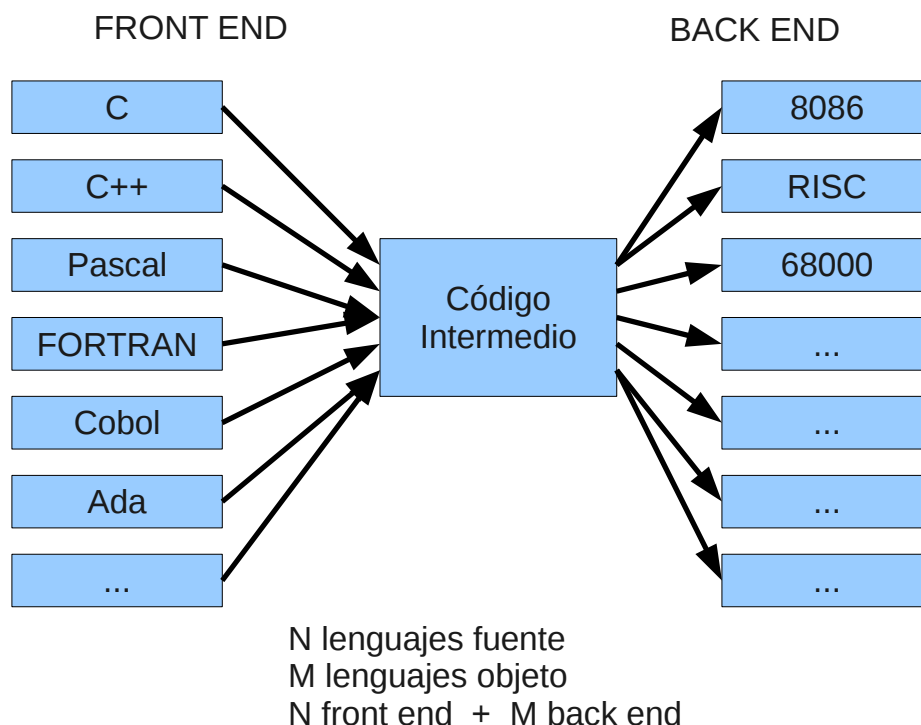 FRONT END
BACK END
C
C++
Pascal
FORTRAN
Cobol
Ada
...
Código
Intermedio
8086
RISC
68000
...
...
...
...
N lenguajes fuente
M lenguajes objeto
N front end + M back end